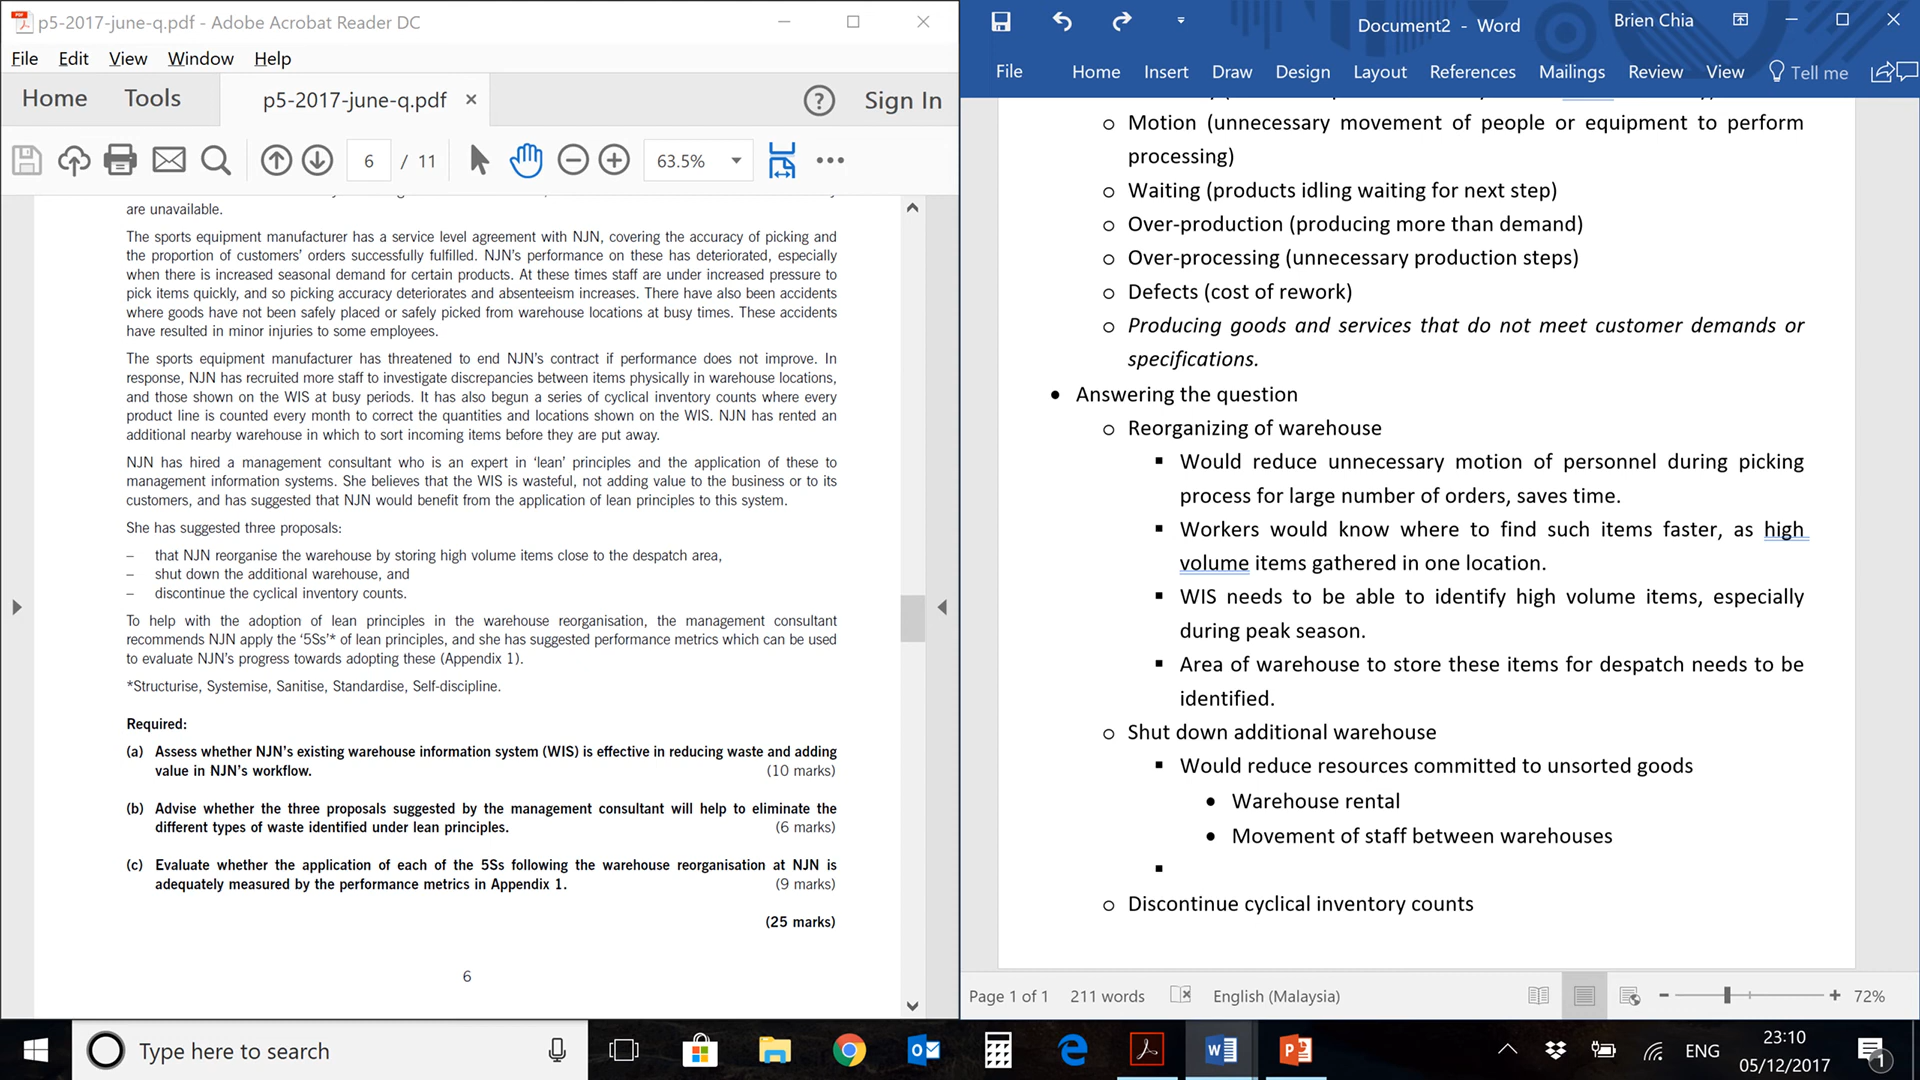 p5-2017-june-q.pdf - Adobe Acrobat Reader DC
File Edit View Window Help
Home Tools p5-2017-june-q.pdf × ? Sign In
6 / 11 63.5%
are unavailable.
The sports equipment manufacturer has a service level agreement with NJN, covering the accuracy of picking and
the proportion of customers' orders successfully fulfilled. NJN's performance on these has deteriorated, especially
when there is increased seasonal demand for certain products. At these times staff are under increased pressure to
pick items quickly, and so picking accuracy deteriorates and absenteeism increases. There have also been accidents
where goods have not been safely placed or safely picked from warehouse locations at busy times. These accidents
have resulted in minor injuries to some employees.
The sports equipment manufacturer has threatened to end NJN's contract if performance does not improve. In
response, NJN has recruited more staff to investigate discrepancies between items physically in warehouse locations,
and those shown on the WIS at busy periods. It has also begun a series of cyclical inventory counts where every
product line is counted every month to correct the quantities and locations shown on the WIS. NJN has rented an
additional nearby warehouse in which to sort incoming items before they are put away.
NJN has hired a management consultant who is an expert in 'lean' principles and the application of these to
management information systems. She believes that the WIS is wasteful, not adding value to the business or to its
customers, and has suggested that NJN would benefit from the application of lean principles to this system.
She has suggested three proposals:
– that NJN reorganise the warehouse by storing high volume items close to the despatch area,
– shut down the additional warehouse, and
– discontinue the cyclical inventory counts.
To help with the adoption of lean principles in the warehouse reorganisation, the management consultant
recommends NJN apply the '5Ss'* of lean principles, and she has suggested performance metrics which can be used
to evaluate NJN's progress towards adopting these (Appendix 1).
*Structurise, Systemise, Sanitise, Standardise, Self-discipline.
Required:
(a) Assess whether NJN's existing warehouse information system (WIS) is effective in reducing waste and adding
value in NJN's workflow. (10 marks)
(b) Advise whether the three proposals suggested by the management consultant will help to eliminate the
different types of waste identified under lean principles. (6 marks)
(c) Evaluate whether the application of each of the 5Ss following the warehouse reorganisation at NJN is
adequately measured by the performance metrics in Appendix 1. (9 marks)
(25 marks)
6
Document2 - Word Brien Chia
File Home Insert Draw Design Layout References Mailings Review View Tell me
o Motion (unnecessary movement of people or equipment to perform
processing)
o Waiting (products idling waiting for next step)
o Over-production (producing more than demand)
o Over-processing (unnecessary production steps)
o Defects (cost of rework)
o Producing goods and services that do not meet customer demands or
specifications.
• Answering the question
o Reorganizing of warehouse
▪ Would reduce unnecessary motion of personnel during picking
process for large number of orders, saves time.
▪ Workers would know where to find such items faster, as high
volume items gathered in one location.
▪ WIS needs to be able to identify high volume items, especially
during peak season.
▪ Area of warehouse to store these items for despatch needs to be
identified.
o Shut down additional warehouse
▪ Would reduce resources committed to unsorted goods
• Warehouse rental
• Movement of staff between warehouses
▪
o Discontinue cyclical inventory counts
Page 1 of 1 211 words English (Malaysia) 72%
Type here to search
ENG
23:10
05/12/2017
1